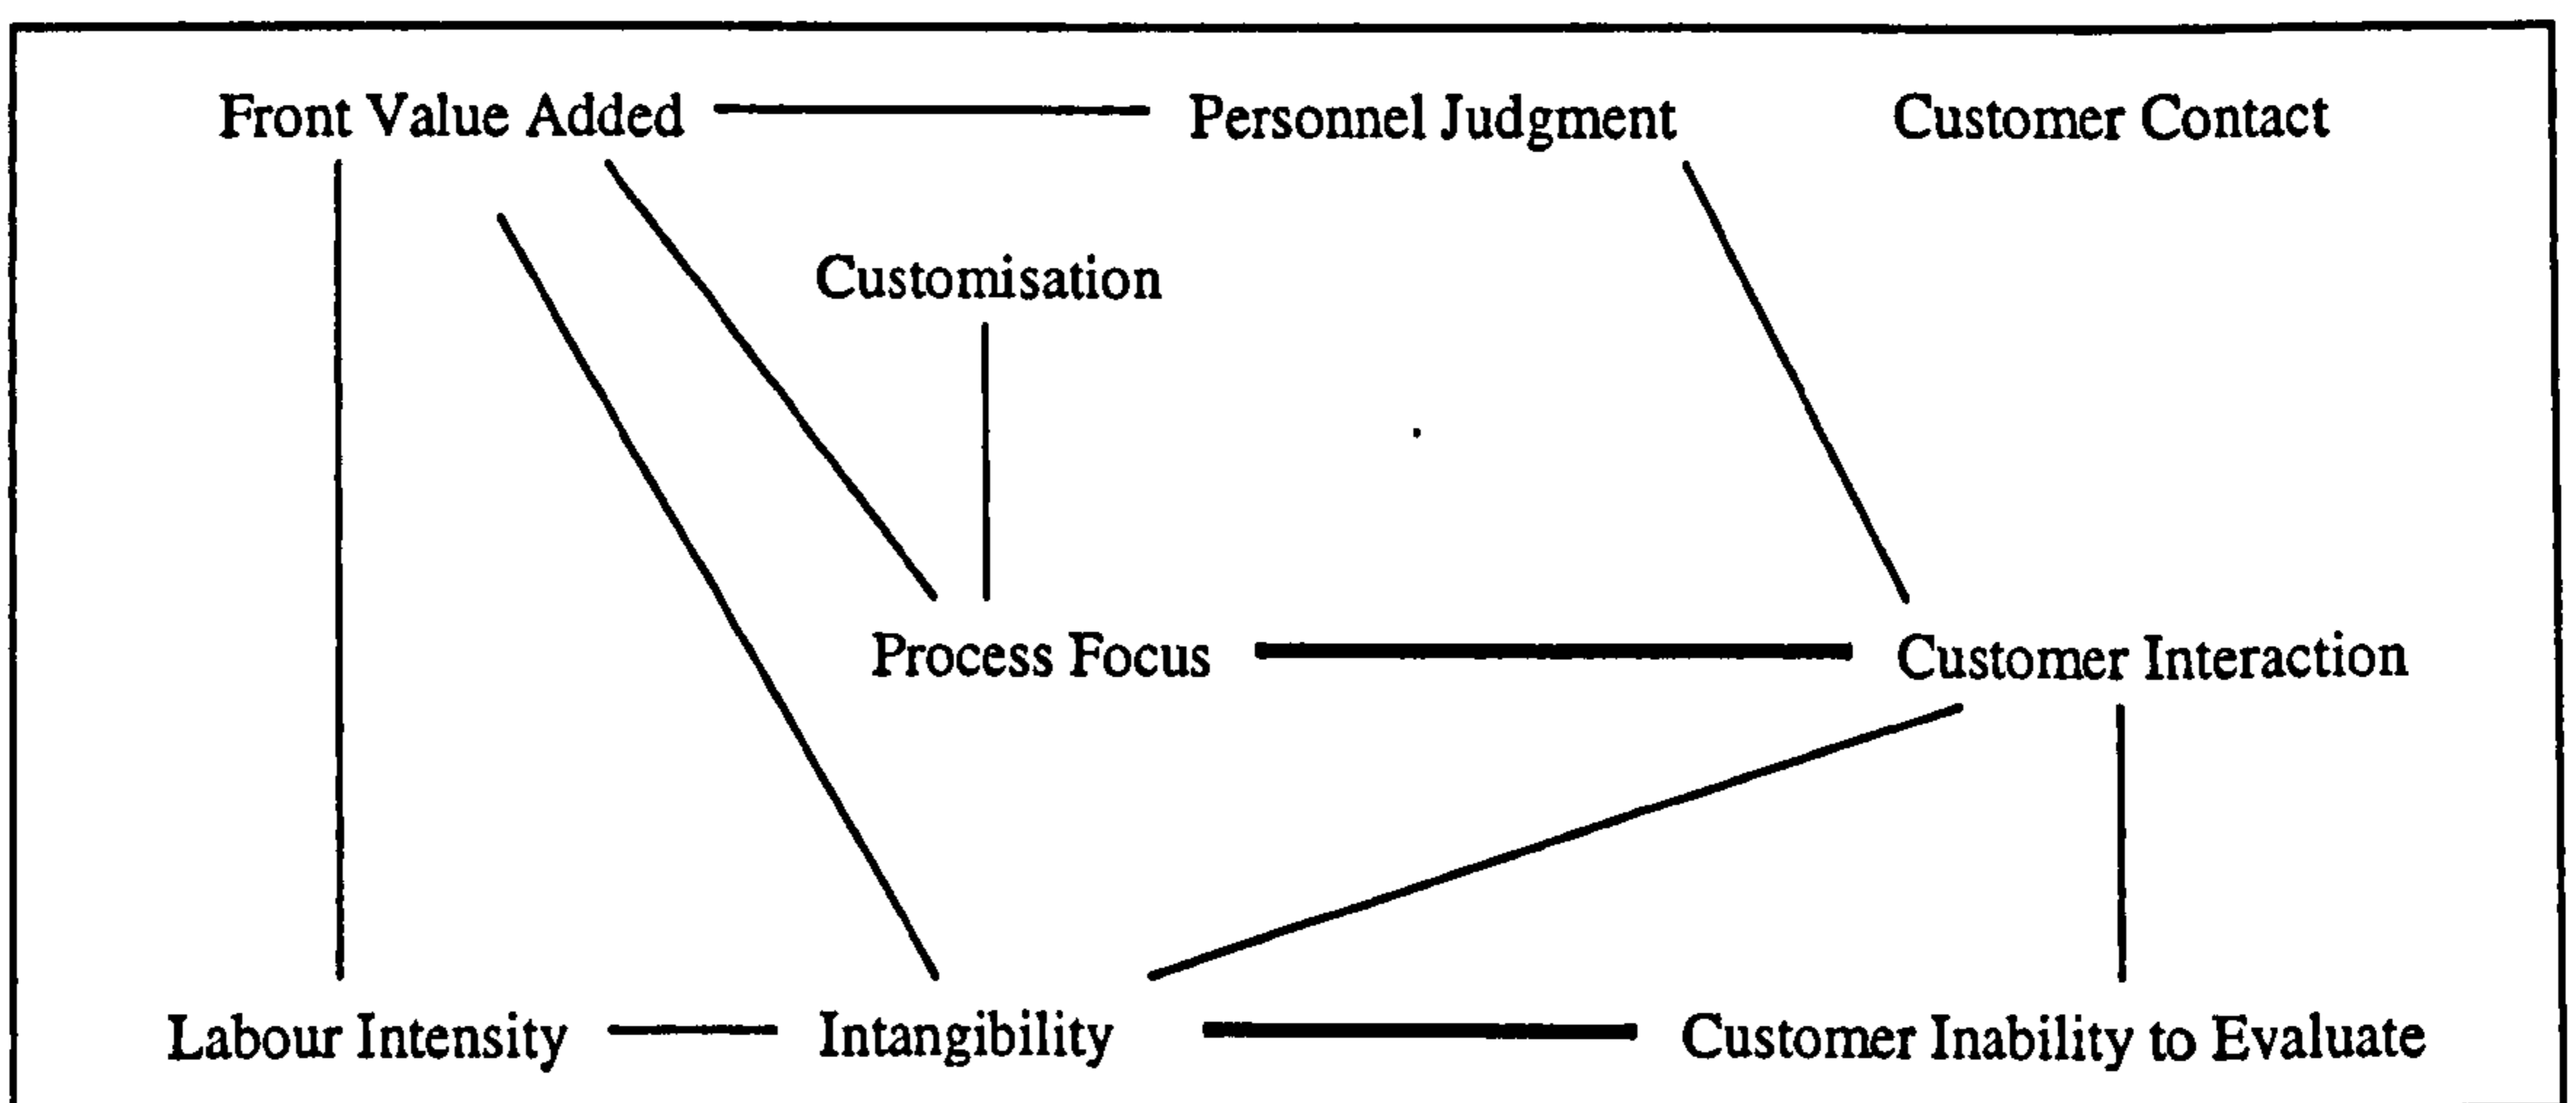 Front Value Added Personnel Judgment Customer Contact
Customisation
Process Focus Customer Interaction
Labour Intensity Intangibility Customer Inability to Evaluate